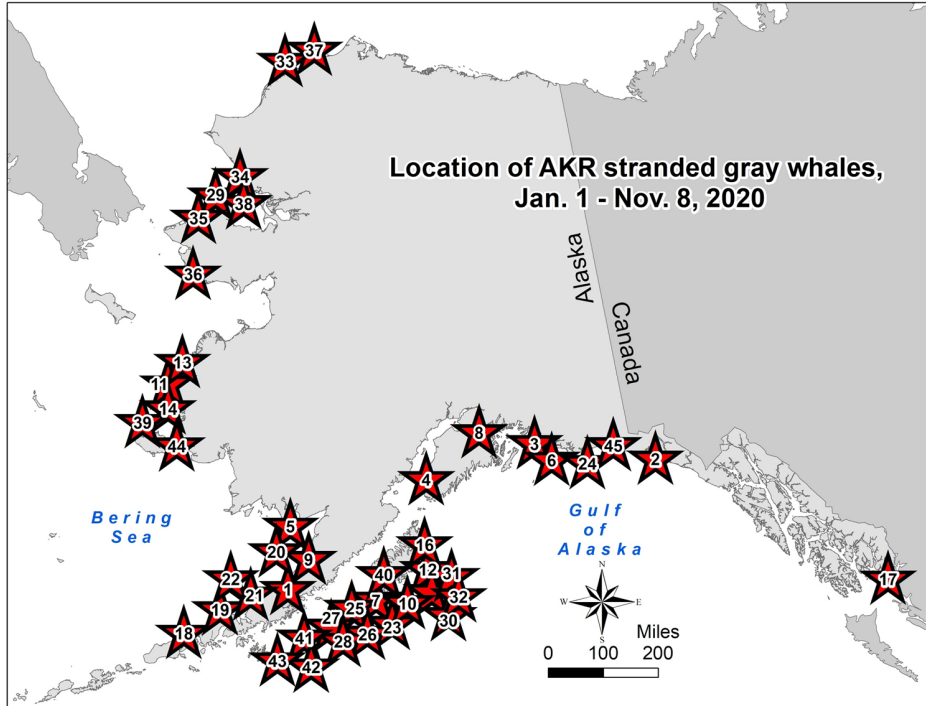 37
33
Location of AKR stranded gray whales,
Jan. 1 - Nov. 8, 2020
34
29
38
35
36
Alaska
Canada
13
11
14
39
44
8
3
6
24
45
2
4
Bering
Sea
Gulf
of
Alaska
5
20
9
16
22
21
1
40
12
31
17
19
25
7
10
32
18
27
23
30
41
28
26
43
42
N
W
E
S
Miles
0 100 200